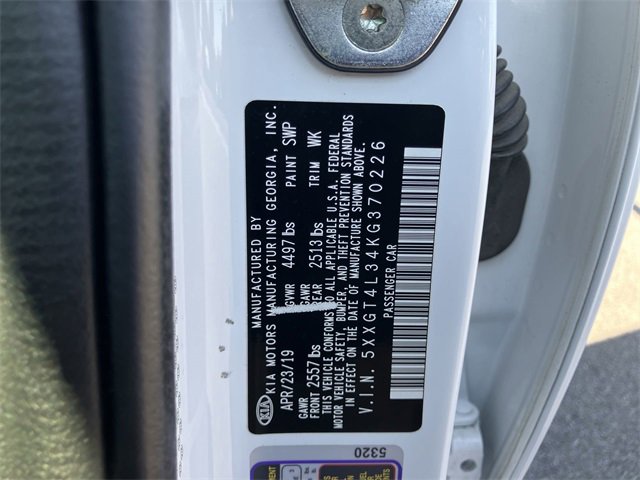 MANUFACTURED BY
KIA KIA MOTORS MANUFACTURING GEORGIA, INC.
APR/23/19 GVWR 4497 lbs PAINT SWP
GAWR FRONT 2557 lbs GAWR REAR 2513 lbs TRIM WK
THIS VEHICLE CONFORMS TO ALL APPLICABLE U.S.A. FEDERAL
MOTOR VEHICLE SAFETY, BUMPER, AND THEFT PREVENTION STANDARDS
IN EFFECT ON THE DATE OF MANUFACTURE SHOWN ABOVE.
V.I.N. 5XXGT4L34KG370226
PASSENGER CAR
5320